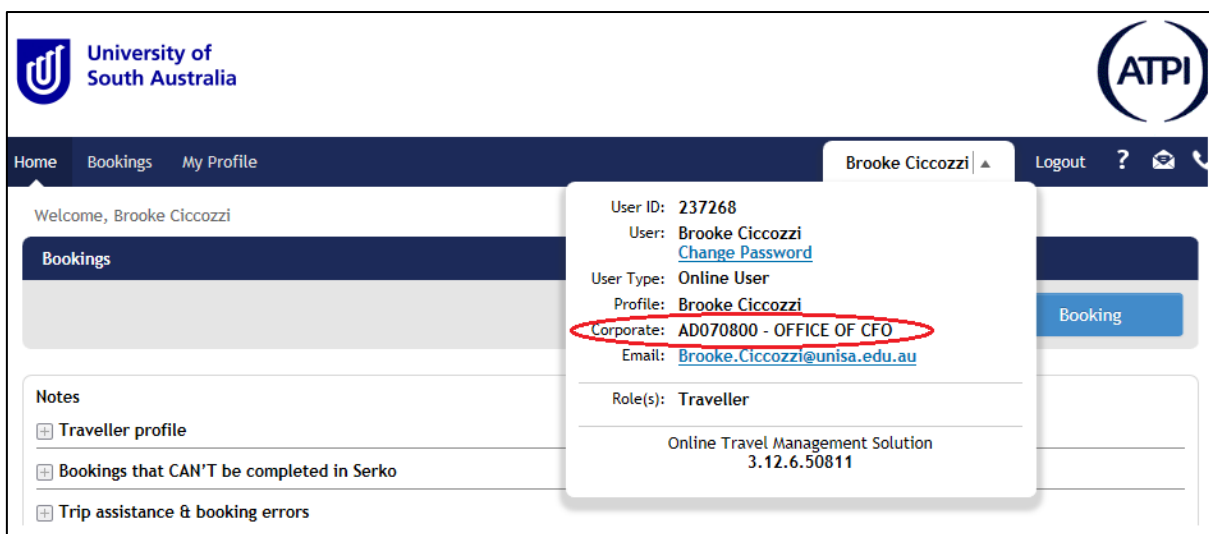 University of
South Australia
ATPI
Home Bookings My Profile Brooke Ciccozzi Logout ?
Welcome, Brooke Ciccozzi
Bookings
Booking
User ID: 237268
User: Brooke Ciccozzi
Change Password
User Type: Online User
Profile: Brooke Ciccozzi
Corporate: AD070800 - OFFICE OF CFO
Email: Brooke.Ciccozzi@unisa.edu.au
Role(s): Traveller
Online Travel Management Solution
3.12.6.50811
Notes
Traveller profile
Bookings that CAN'T be completed in Serko
Trip assistance & booking errors